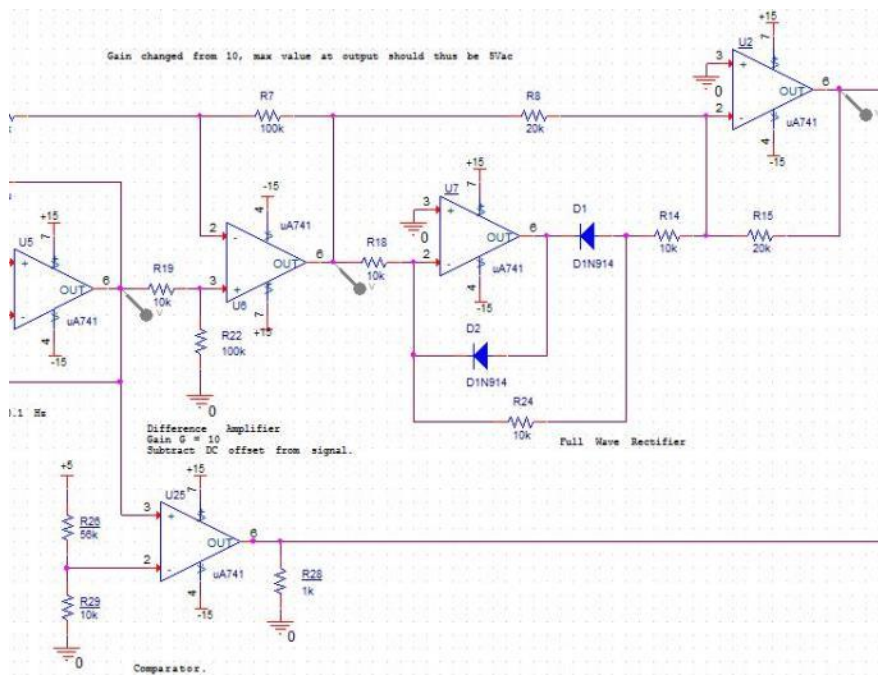 Gain changed from 10, max value at output should thus be 5Vac
+15
U2
7
3
+
6
0
OUT
2
-
uA741
4
-15
R7
100k
R8
20k
-15
4
uA741
2
-
OUT
6
3
+
U6
7
+15
+15
U7
7
3
+
0
OUT
6
2
-
uA741
4
-15
D1
D1N914
R14
10k
R15
20k
+15
U5
7
+
OUT
6
-
uA741
4
-15
R19
10k
V
R18
10k
V
V
R22
100k
0
D2
D1N914
R24
10k
0.1 Hz
Difference Amplifier
Gain G = 10
Subtract DC offset from signal.
Full Wave Rectifier
+5
R26
56k
R29
10k
0
+15
U25
7
3
+
OUT
6
2
-
uA741
4
-15
R28
1k
0
Comparator.